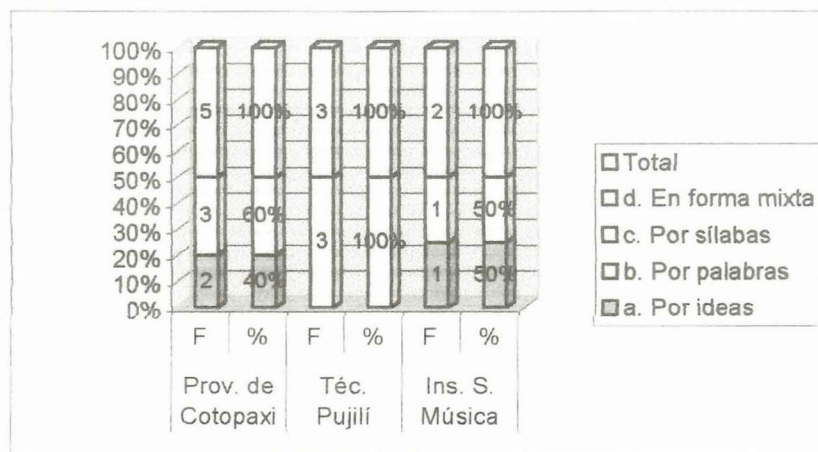 100%
90%
80%
70%
60%
50%
40%
30%
20%
10%
0%
5 100% 3 100% 2 100%
3 60% 3 100% 1 50%
2 40% 1 50%
F % F % F %
Prov. de Cotopaxi
Téc. Pujilí
Ins. S. Música
Total
d. En forma mixta
c. Por sílabas
b. Por palabras
a. Por ideas